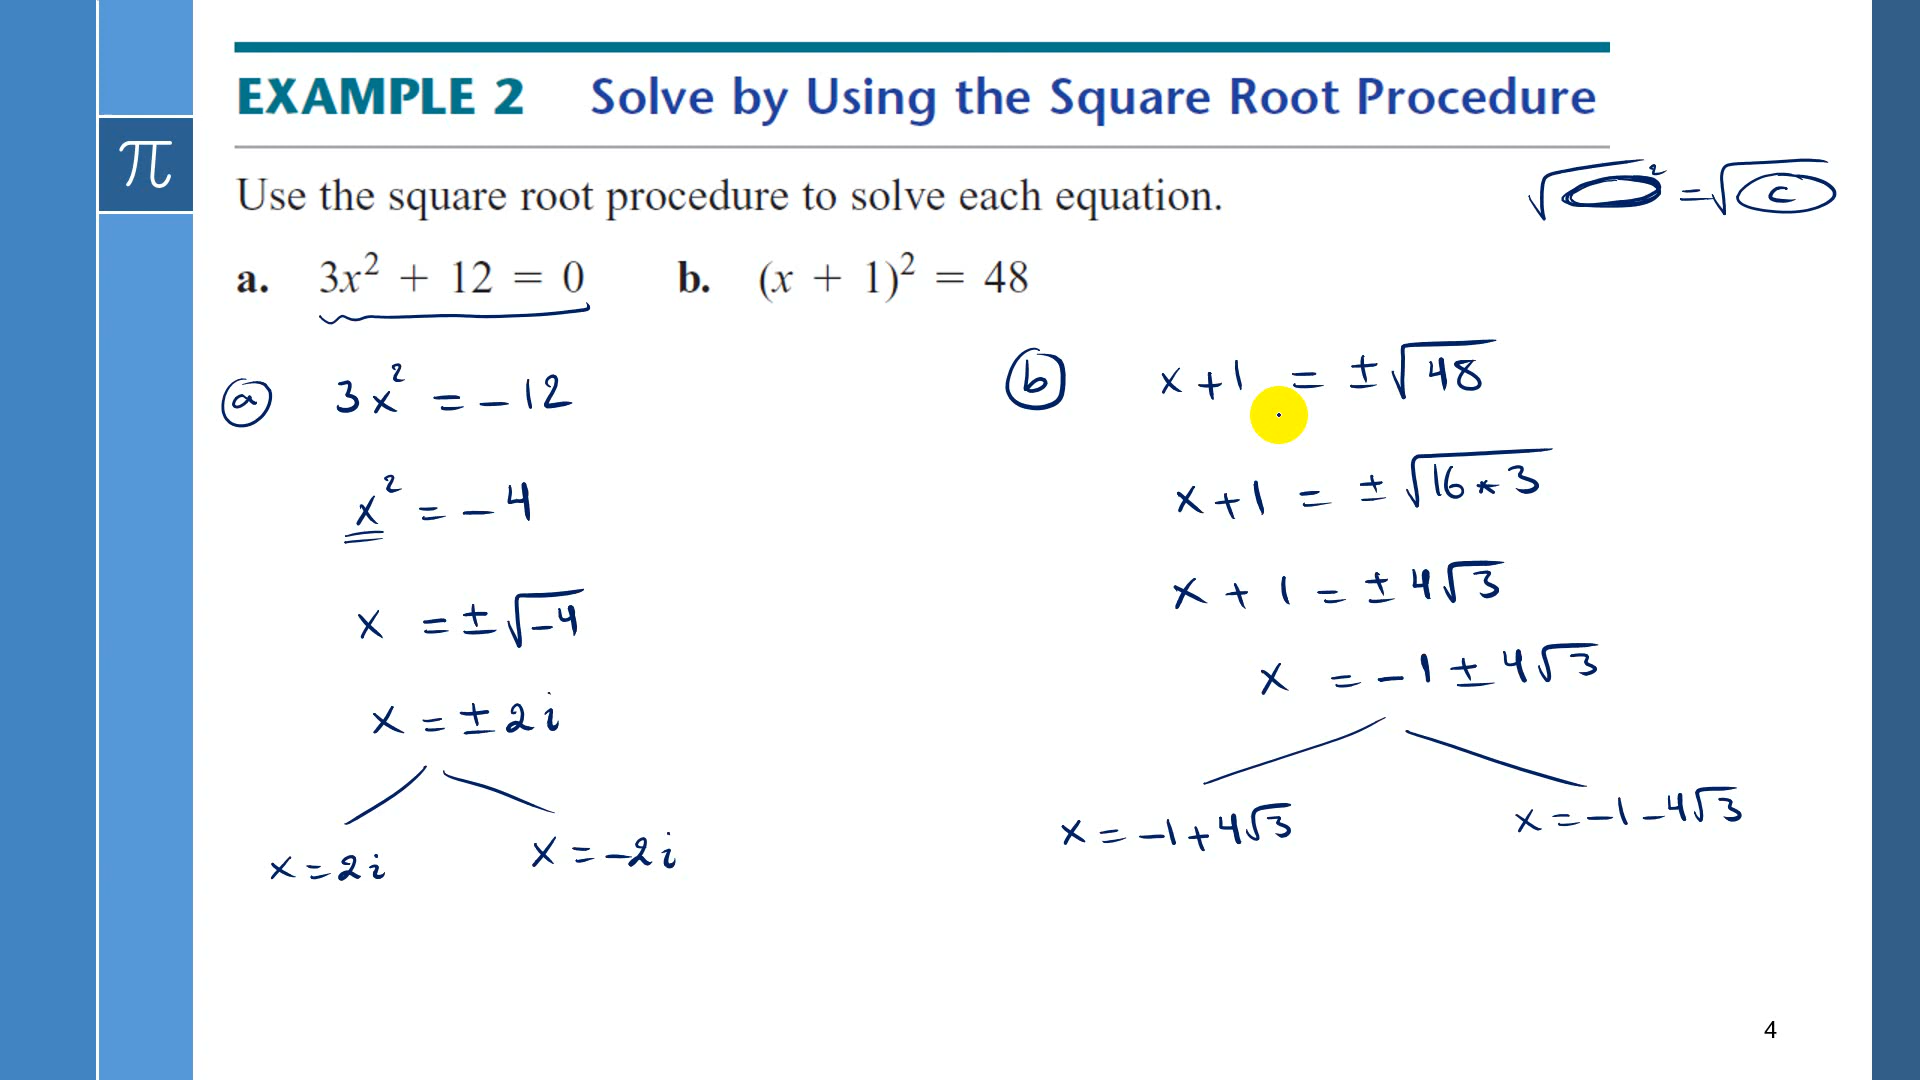 EXAMPLE 2 Solve by Using the Square Root Procedure
π
Use the square root procedure to solve each equation.
√( )² = √c
a. 3x² + 12 = 0 b. (x + 1)² = 48
ⓐ 3x² = -12
x² = -4
x = ±√-4
x = ±2i
x = 2i x = -2i
ⓑ x + 1 = ±√48
x + 1 = ±√16*3
x + 1 = ±4√3
x = -1 ± 4√3
x = -1 + 4√3 x = -1 - 4√3
4